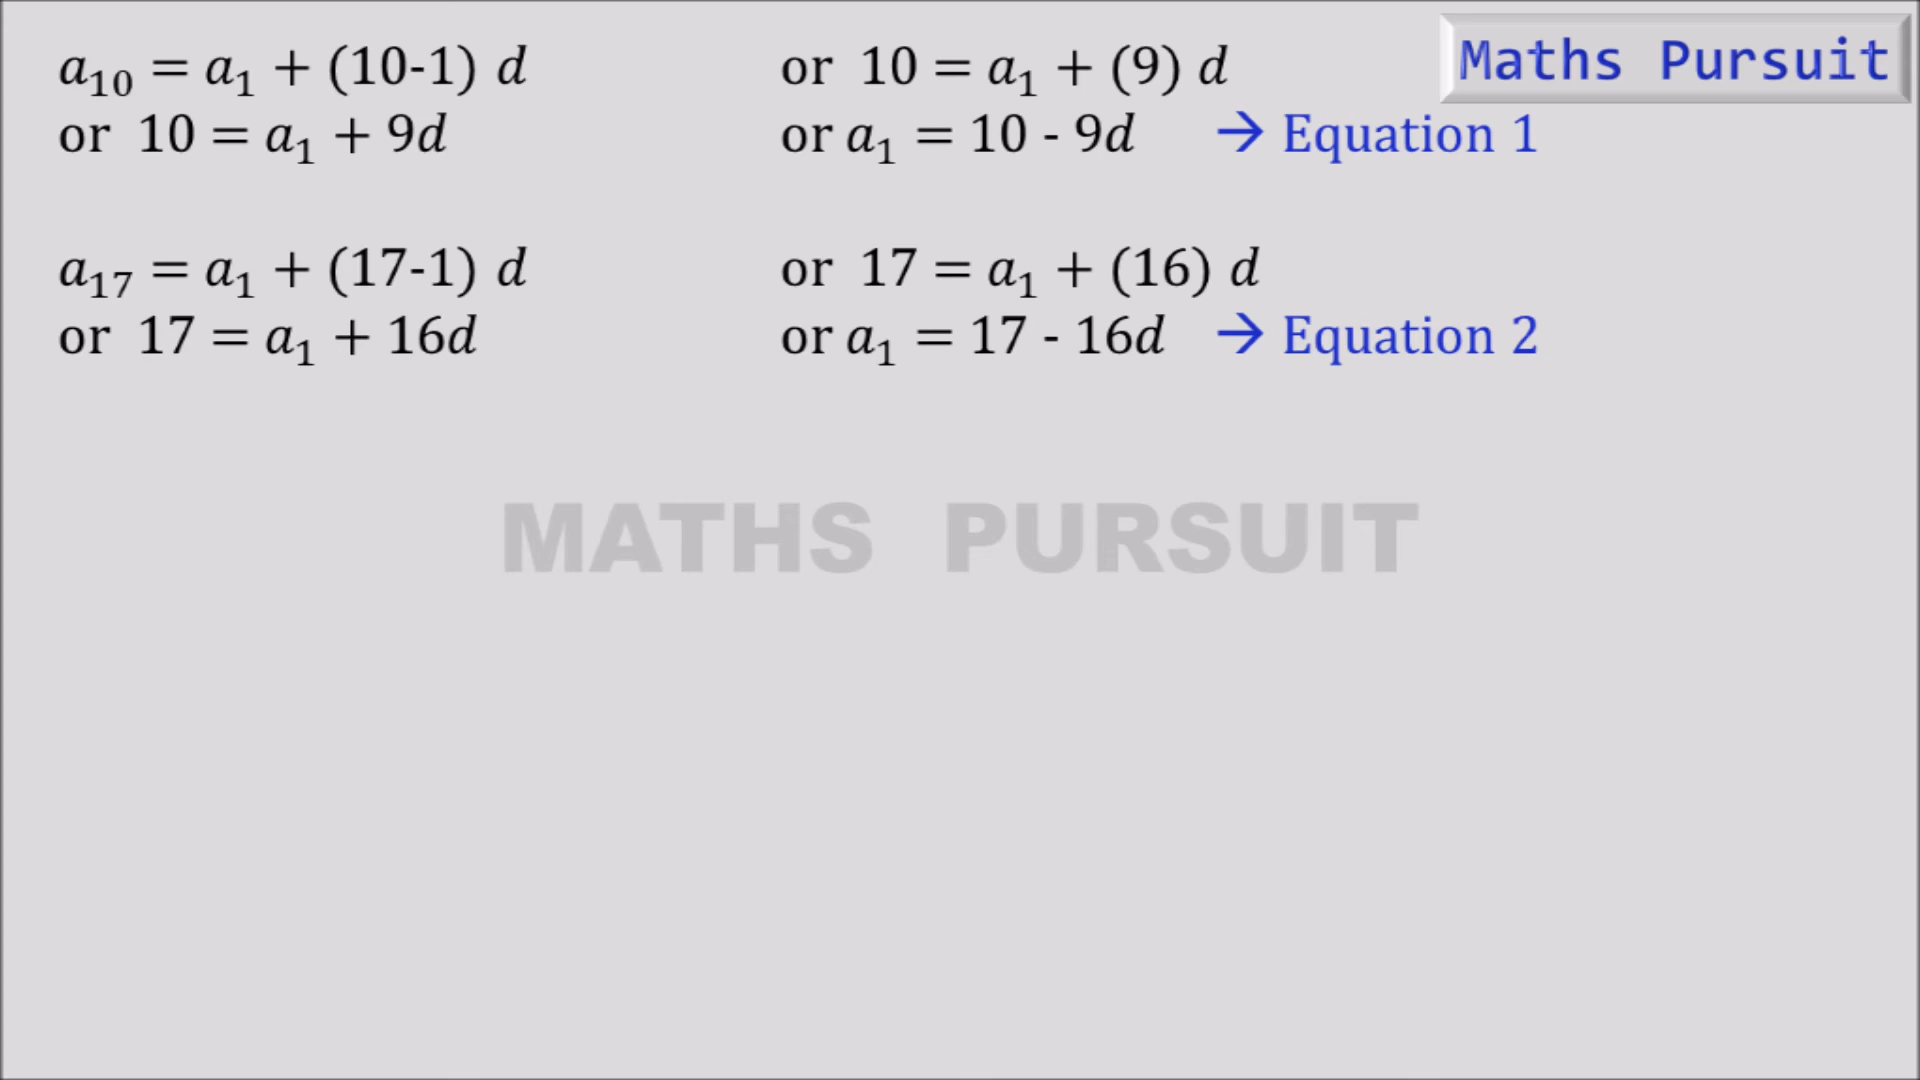 Maths Pursuit
a₁₀ = a₁ + (10-1) d or 10 = a₁ + (9) d
or 10 = a₁ + 9d or a₁ = 10 - 9d → Equation 1
a₁₇ = a₁ + (17-1) d or 17 = a₁ + (16) d
or 17 = a₁ + 16d or a₁ = 17 - 16d → Equation 2
MATHS PURSUIT